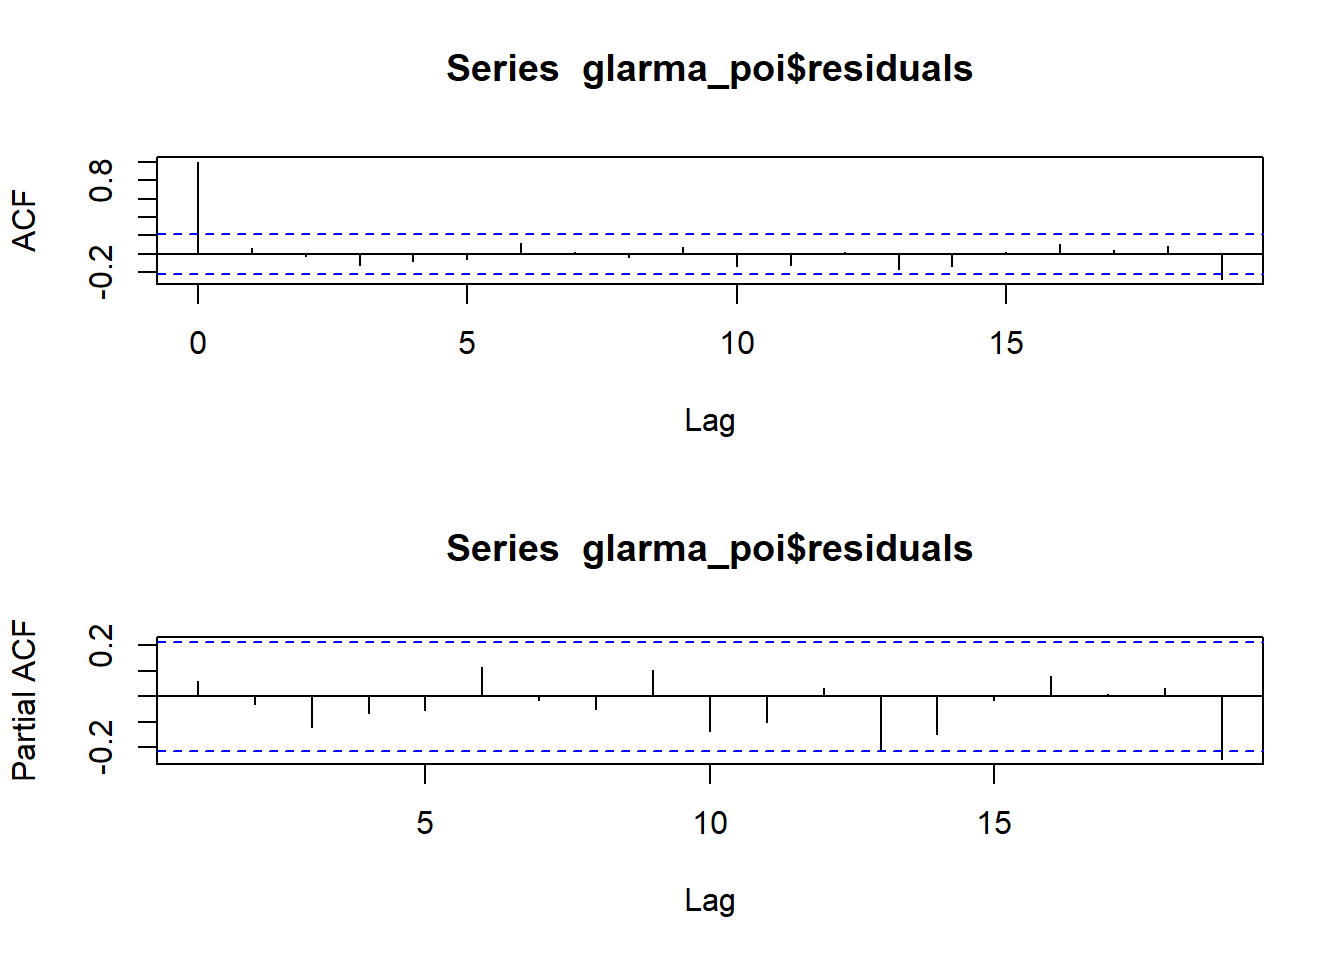 Series  glarma_poi$residuals
ACF
0.8
-0.2
0 5 10 15
Lag
Series  glarma_poi$residuals
Partial ACF
0.2
-0.2
5 10 15
Lag